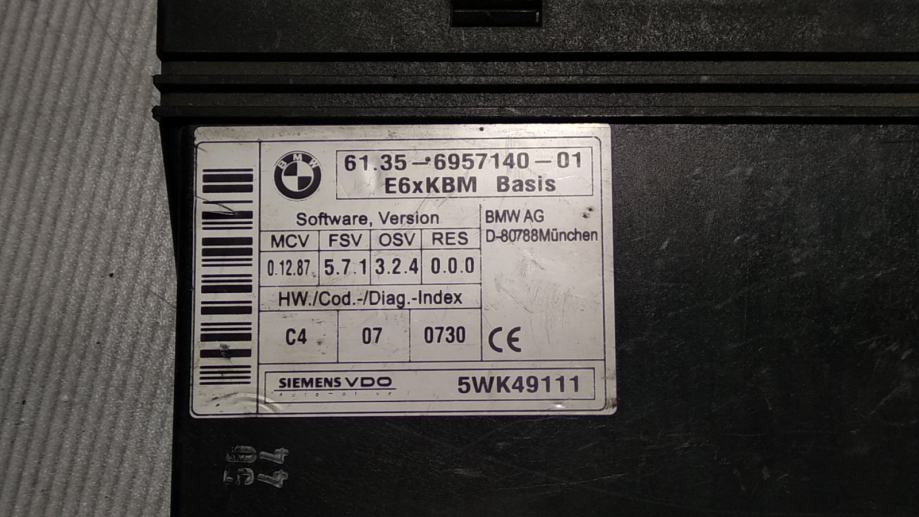 BMW
61.35-6957140-01
E6xKBM Basis
Software, Version
MCV FSV OSV RES
0.12.87. 5.7.1 3.2.4 0.0.0
BMW AG
D-80788München
HW./Cod.-/Diag.-Index
C4 07 0730
CE
SIEMENS VDO
Automotive
5WK49111